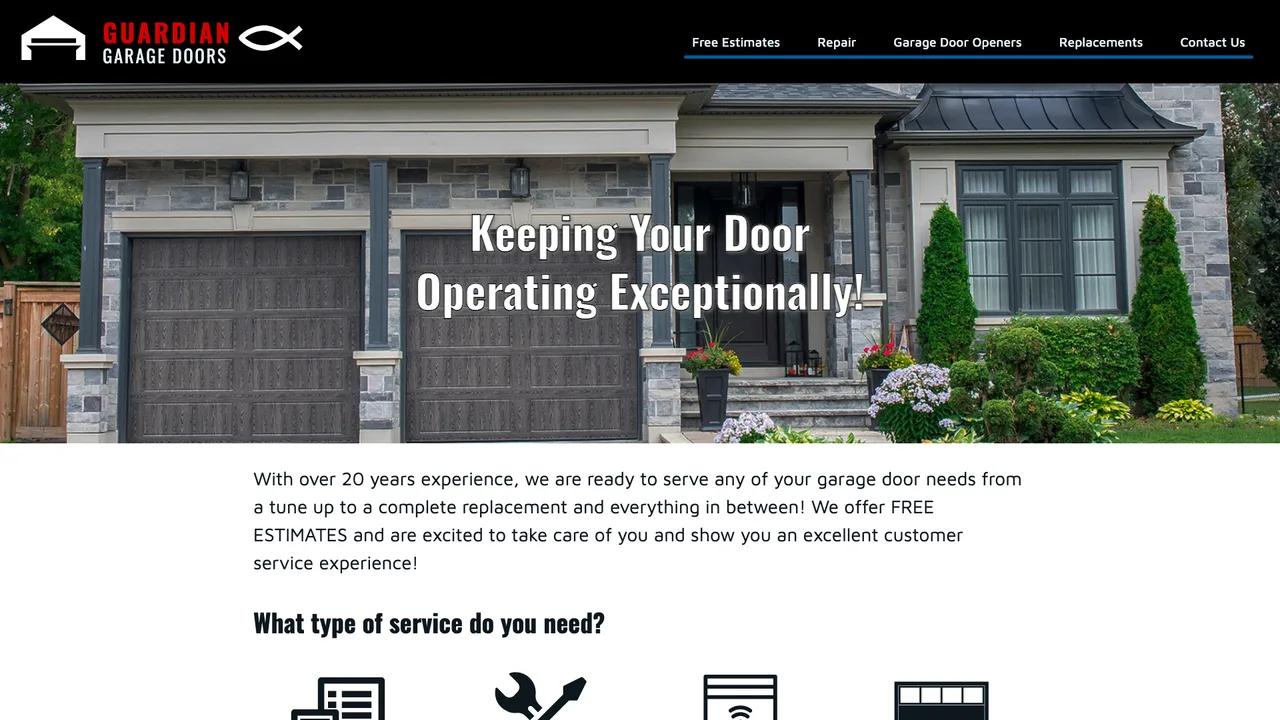 GUARDIAN
GARAGE DOORS
Free Estimates
Repair
Garage Door Openers
Replacements
Contact Us
Keeping Your Door
Operating Exceptionally!
With over 20 years experience, we are ready to serve any of your garage door needs from
a tune up to a complete replacement and everything in between! We offer FREE
ESTIMATES and are excited to take care of you and show you an excellent customer
service experience!
What type of service do you need?